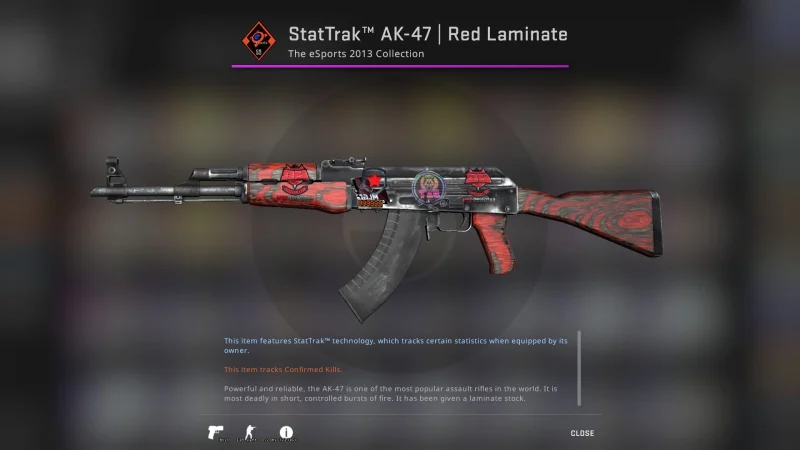 StatTrak™ AK-47 | Red Laminate
The eSports 2013 Collection
This item features StatTrak™ technology, which tracks certain statistics when equipped by its
owner.
This item tracks Confirmed Kills.
Powerful and reliable, the AK-47 is one of the most popular assault rifles in the world. It is
most deadly in short, controlled bursts of fire. It has been given a laminate stock.
CLOSE